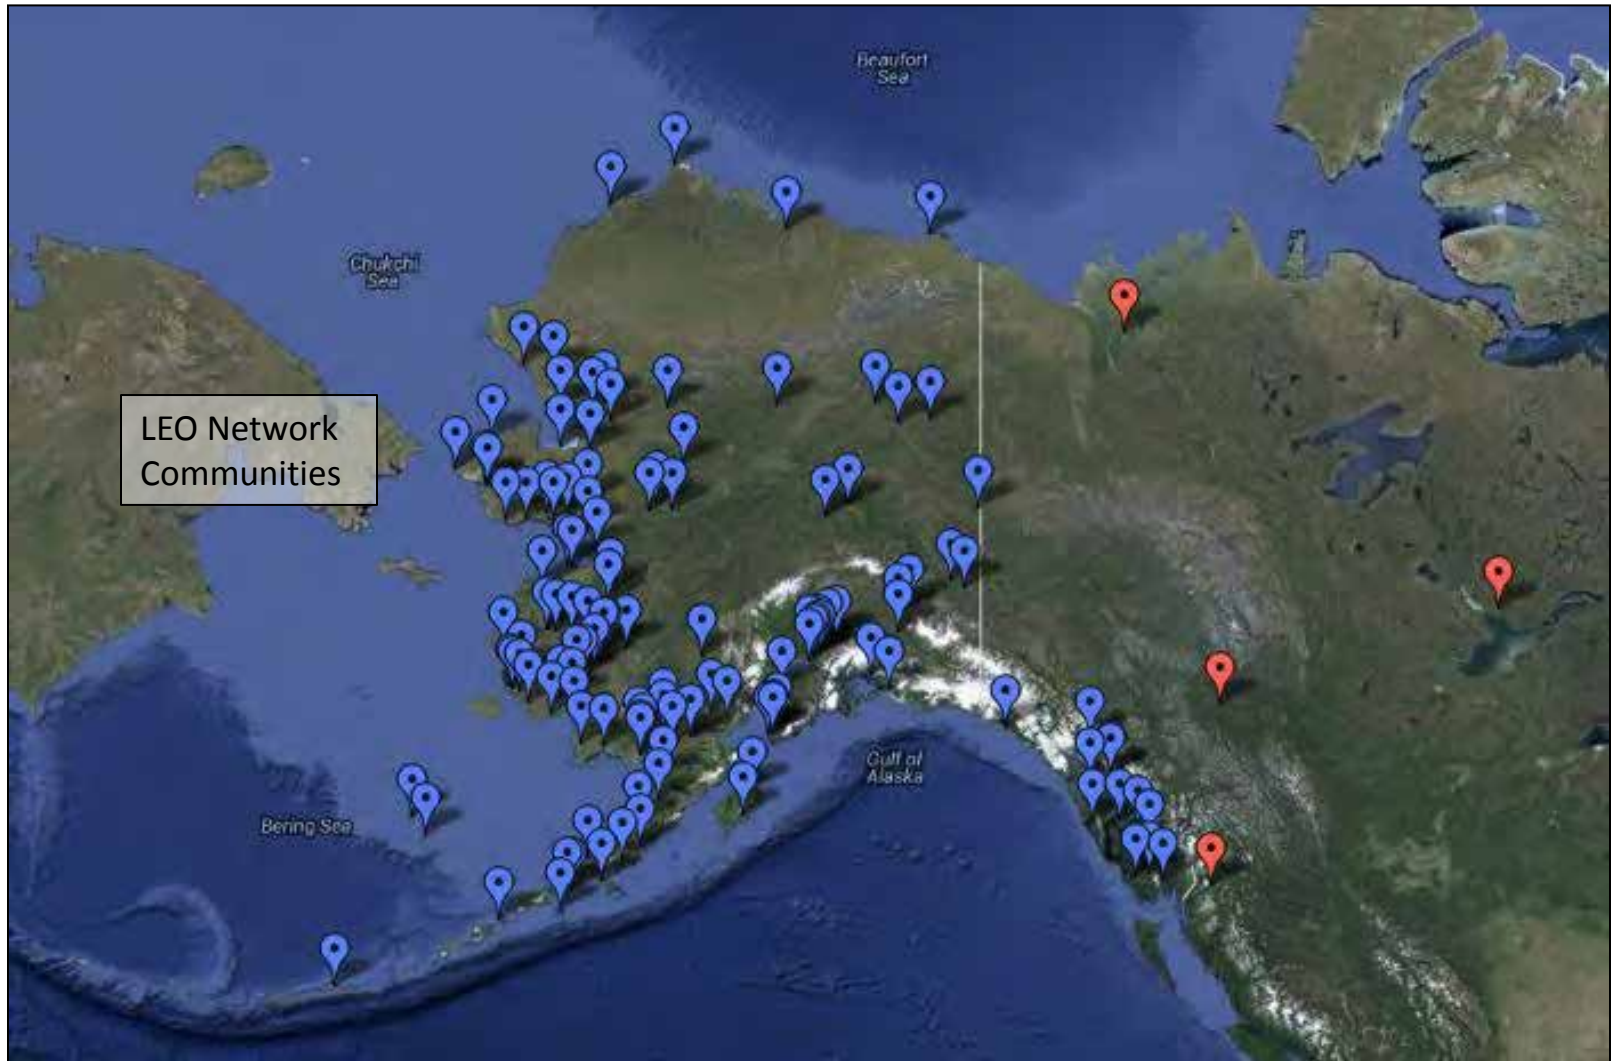 Beaufort
Sea
Chukchi
Sea
LEO Network
Communities
Gulf of
Alaska
Bering Sea